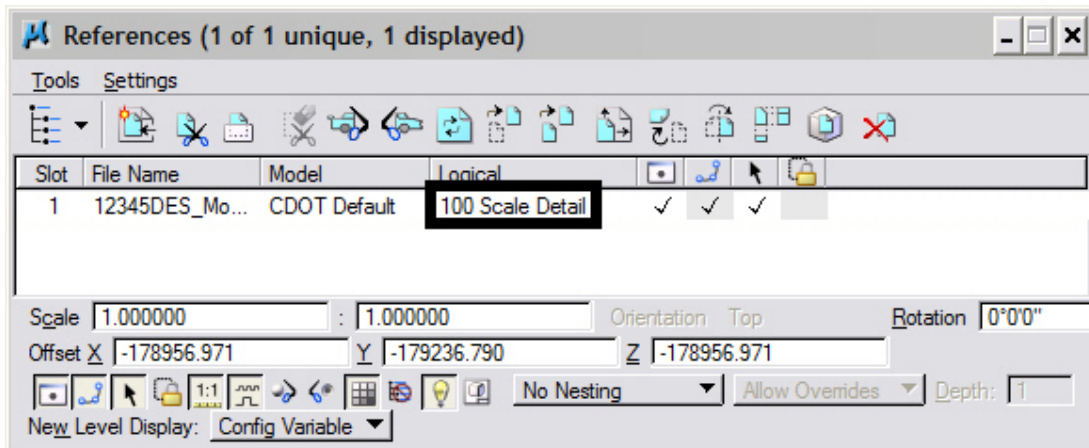 References (1 of 1 unique, 1 displayed)
Tools Settings
Slot File Name Model Logical
1 12345DES_Mo... CDOT Default 100 Scale Detail
Scale 1.000000 : 1.000000 Orientation Top Rotation 0°0'0"
Offset X -178956.971 Y -179236.790 Z -178956.971
1:1 No Nesting Allow Overrides Depth: 1
New Level Display: Config Variable